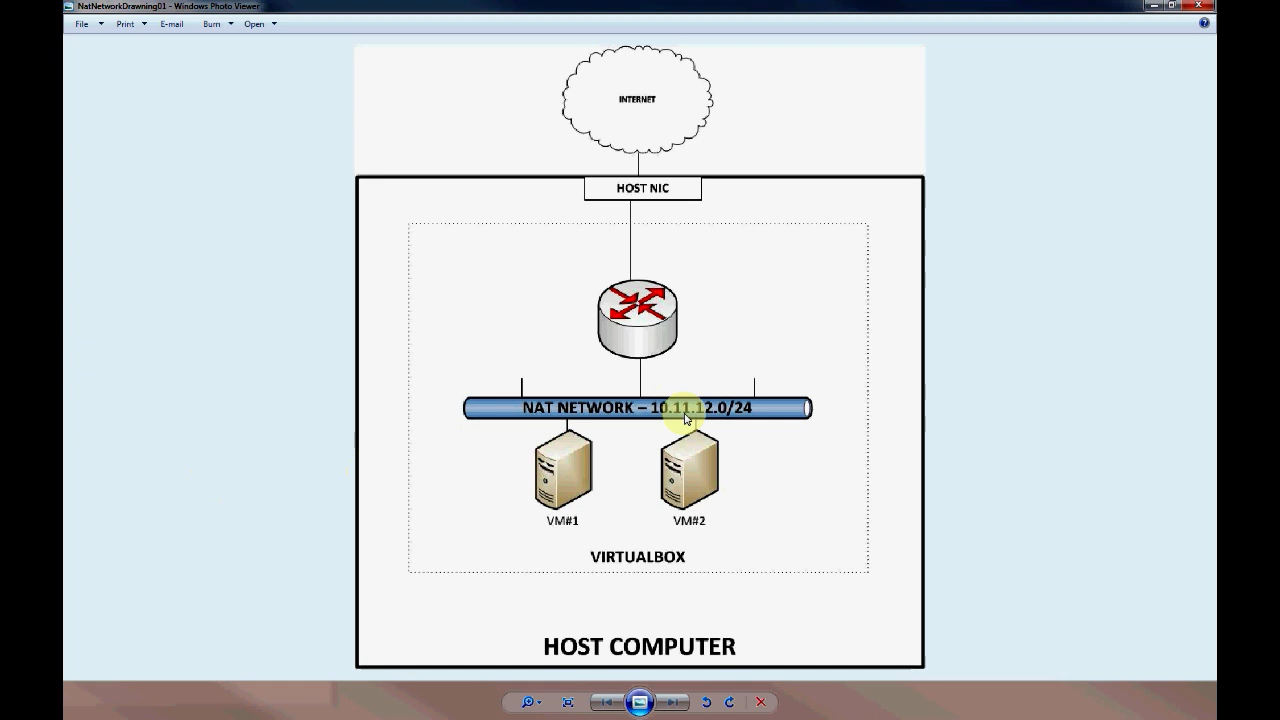 NatNetworkDrawning01 - Windows Photo Viewer
File Print E-mail Burn Open
INTERNET
HOST NIC
NAT NETWORK – 10.11.12.0/24
VM#1 VM#2
VIRTUALBOX
HOST COMPUTER